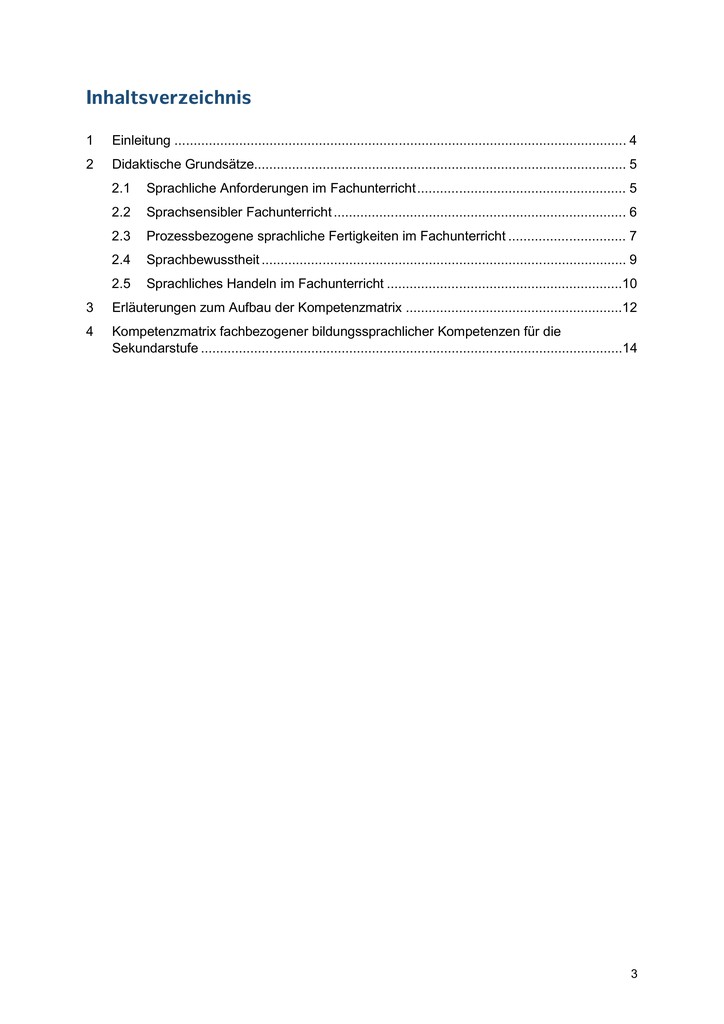 Inhaltsverzeichnis
1 Einleitung ............................................................................................................................... 4
2 Didaktische Grundsätze.................................................................................................. 5
2.1 Sprachliche Anforderungen im Fachunterricht....................................................... 5
2.2 Sprachsensibler Fachunterricht............................................................................. 6
2.3 Prozessbezogene sprachliche Fertigkeiten im Fachunterricht ............................... 7
2.4 Sprachbewusstheit................................................................................................ 9
2.5 Sprachliches Handeln im Fachunterricht ..............................................................10
3 Erläuterungen zum Aufbau der Kompetenzmatrix .........................................................12
4 Kompetenzmatrix fachbezogener bildungssprachlicher Kompetenzen für die
Sekundarstufe ...............................................................................................................14
3